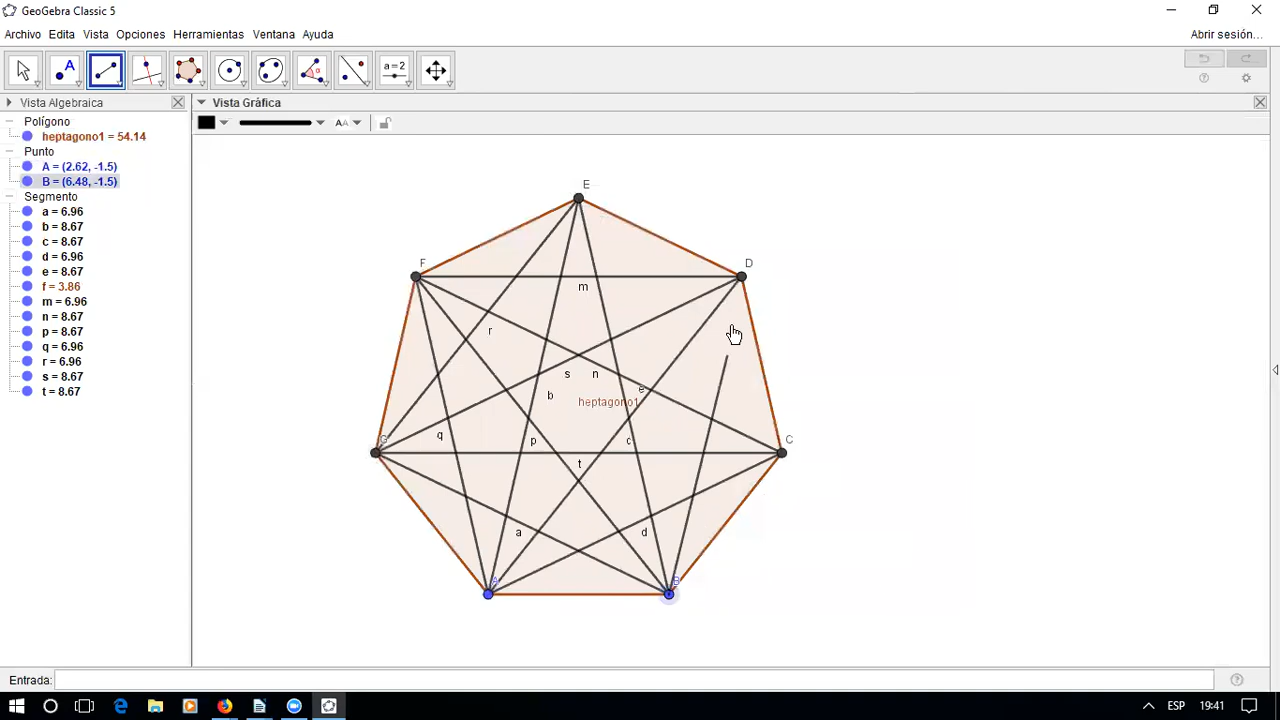 GeoGebra Classic 5
Archivo Edita Vista Opciones Herramientas Ventana Ayuda
Abrir sesión...
A
α
a = 2
Vista Algebraica
Vista Gráfica
AA
Polígono
heptagono1 = 54.14
Punto
A = (2.62, -1.5)
B = (6.48, -1.5)
Segmento
a = 6.96
b = 8.67
c = 8.67
d = 6.96
e = 8.67
f = 3.86
m = 6.96
n = 8.67
p = 8.67
q = 6.96
r = 6.96
s = 8.67
t = 8.67
E
F
D
m
r
s
n
e
b
heptagono1
q
p
c
G
C
t
a
d
A
B
Entrada:
ESP
19:41